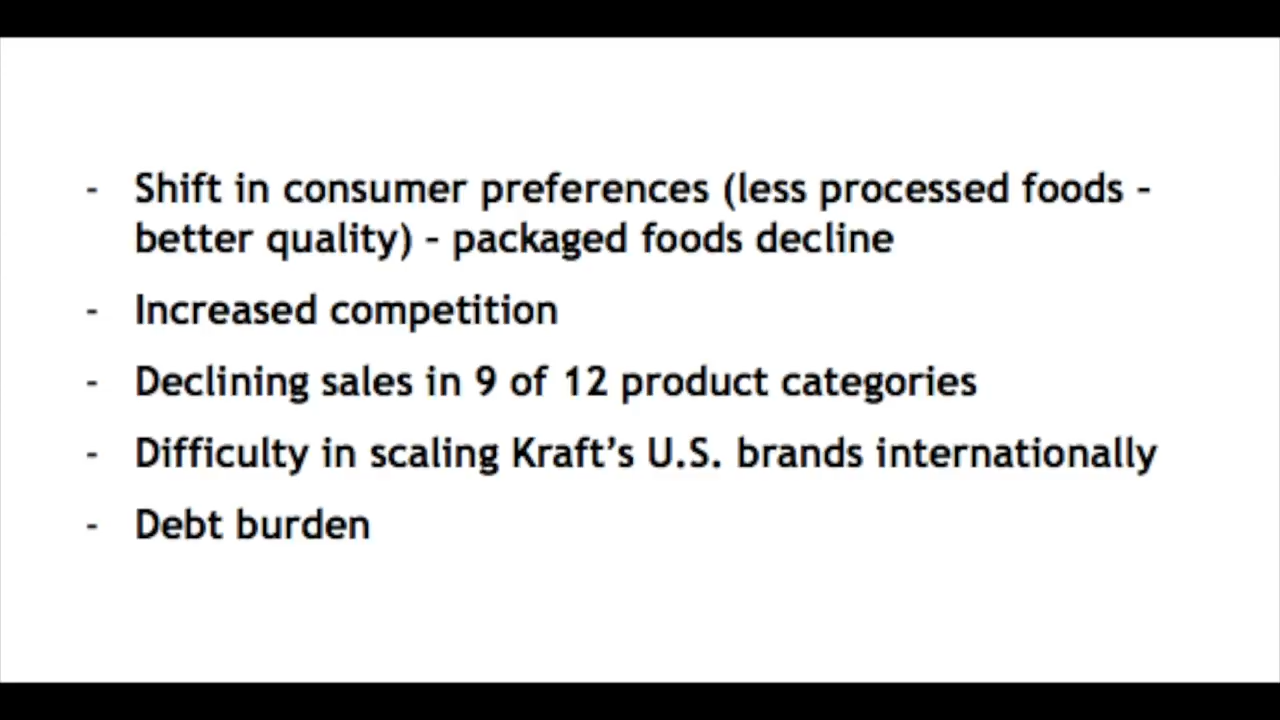 - Shift in consumer preferences (less processed foods –
better quality) – packaged foods decline
- Increased competition
- Declining sales in 9 of 12 product categories
- Difficulty in scaling Kraft’s U.S. brands internationally
- Debt burden